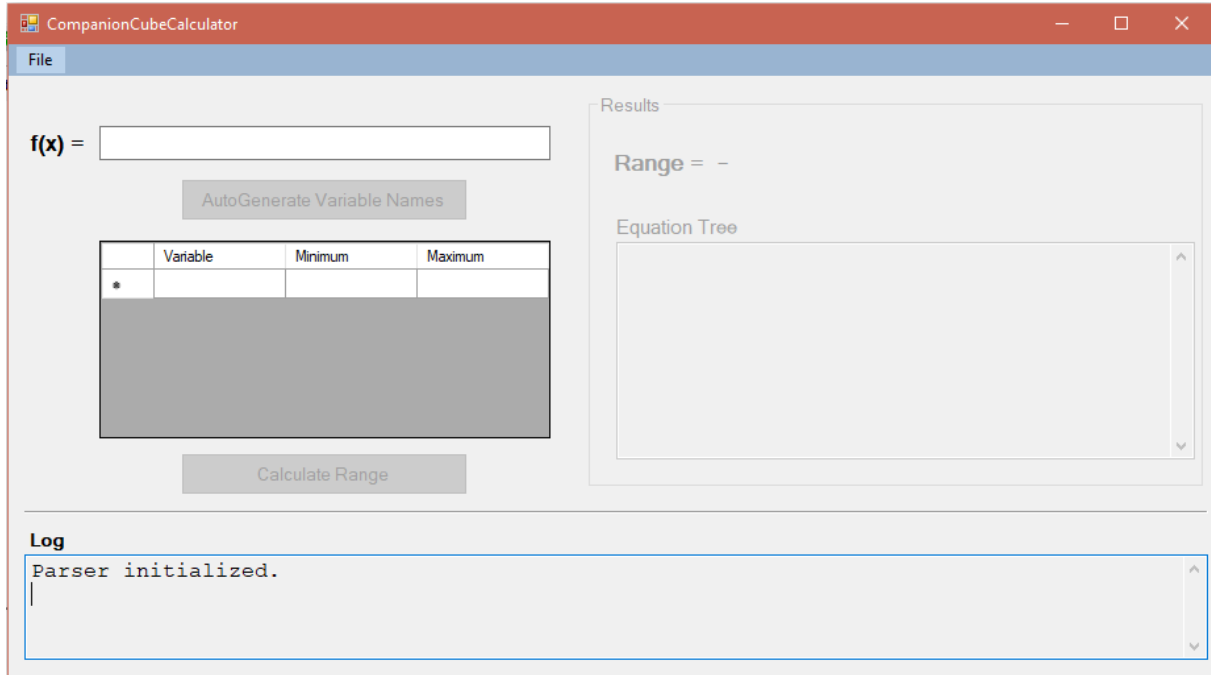 CompanionCubeCalculator
File
f(x) =
AutoGenerate Variable Names
Variable Minimum Maximum
*
Calculate Range
Results
Range = -
Equation Tree
Log
Parser initialized.